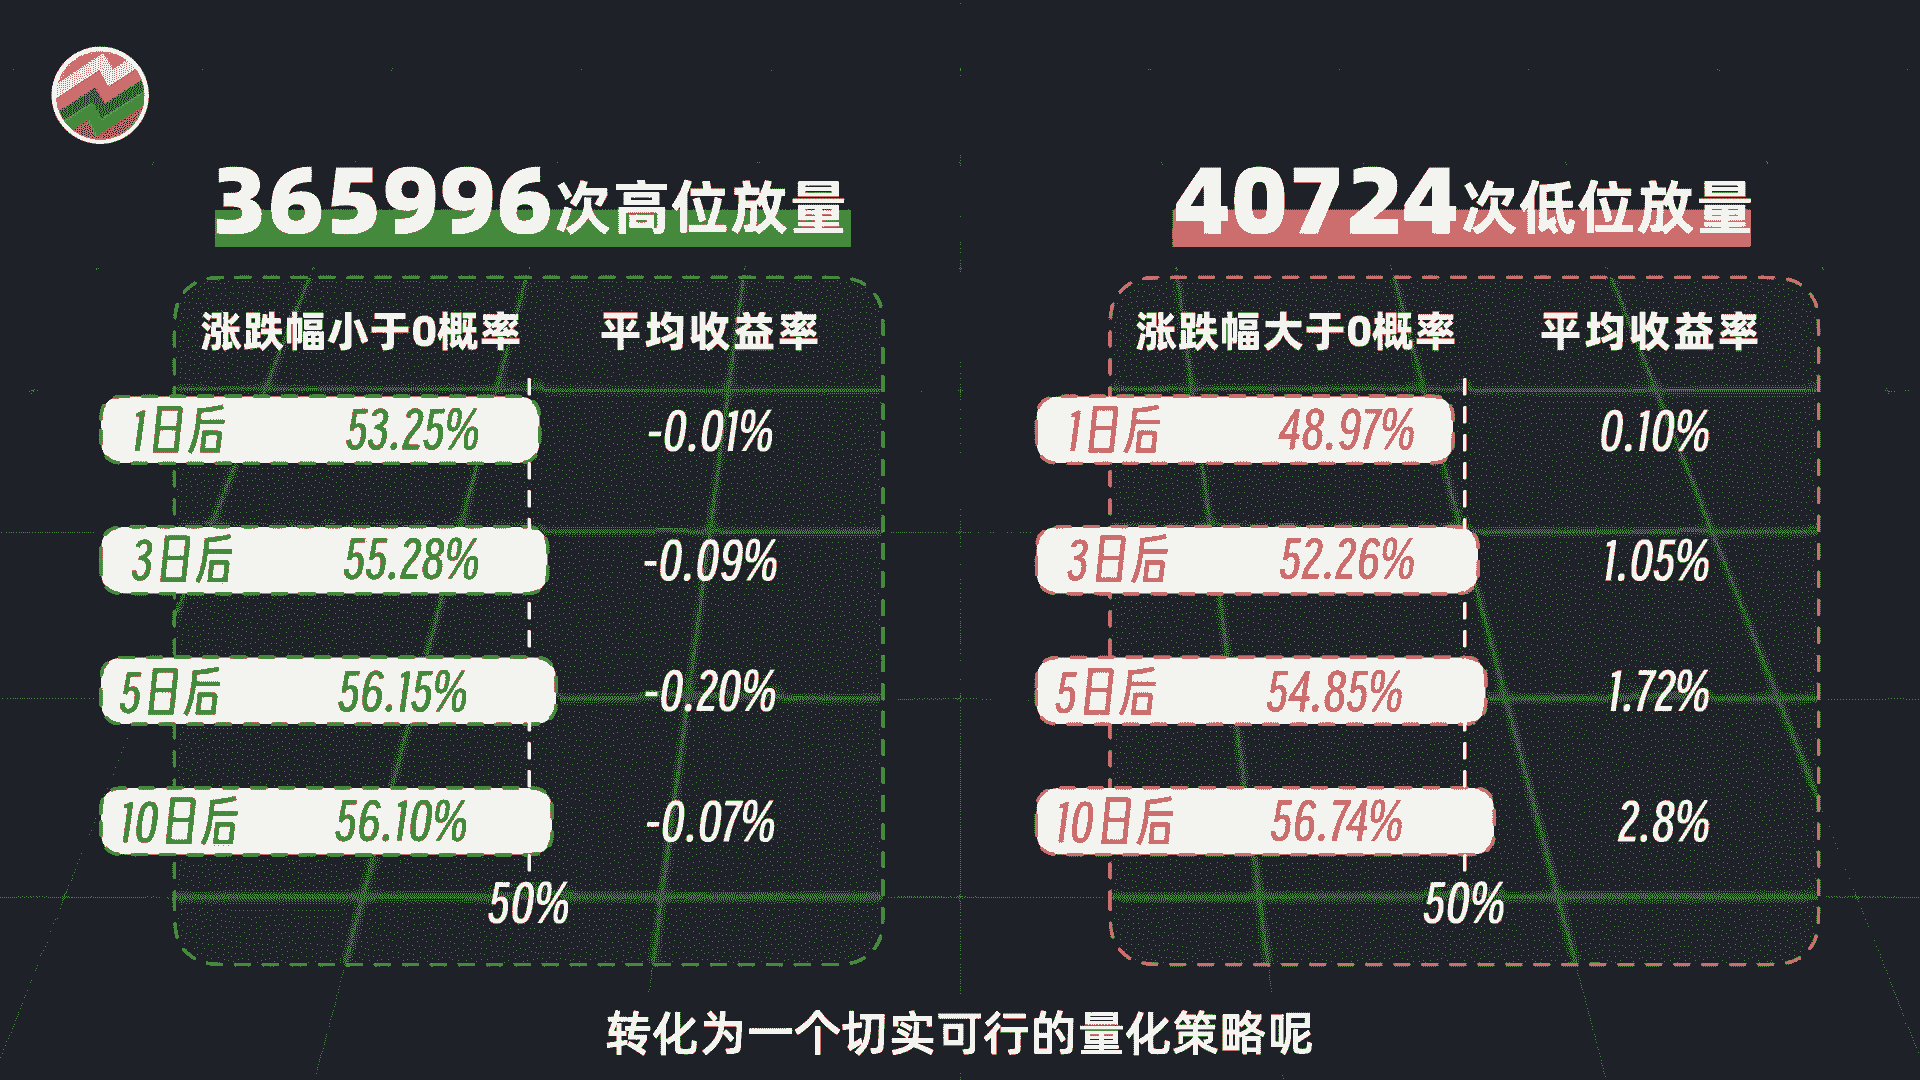 365996次高位放量
涨跌幅小于0概率 平均收益率
1日后 53.25% -0.01%
3日后 55.28% -0.09%
5日后 56.15% -0.20%
10日后 56.10% -0.07%
50%
40724次低位放量
涨跌幅大于0概率 平均收益率
1日后 48.97% 0.10%
3日后 52.26% 1.05%
5日后 54.85% 1.72%
10日后 56.74% 2.8%
50%
转化为一个切实可行的量化策略呢